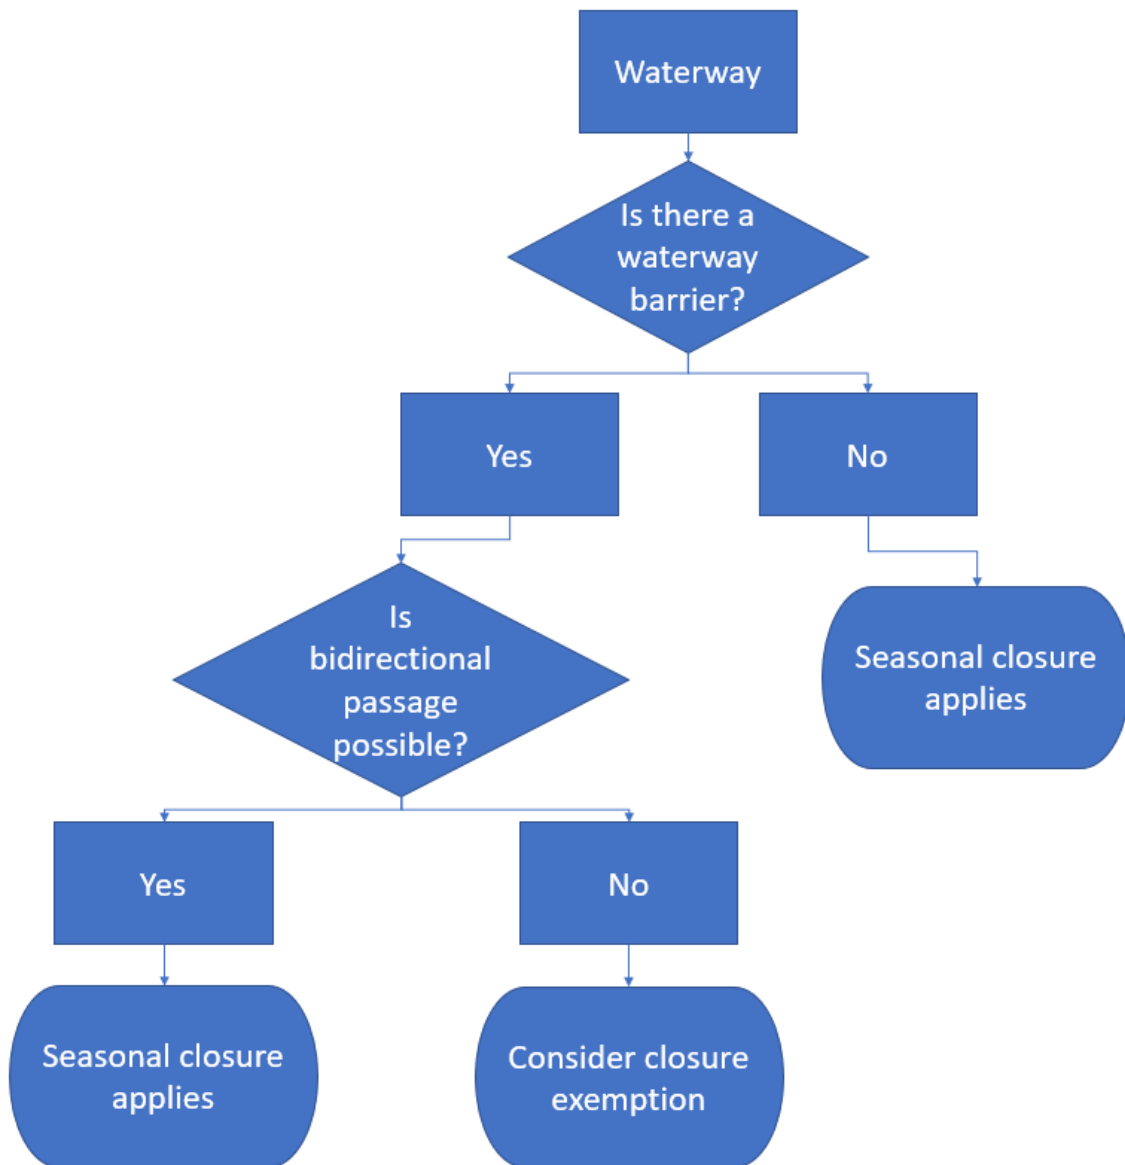 Waterway
Is there a
waterway
barrier?
Yes
No
Is
bidirectional
passage
possible?
Seasonal closure
applies
Yes
No
Seasonal closure
applies
Consider closure
exemption